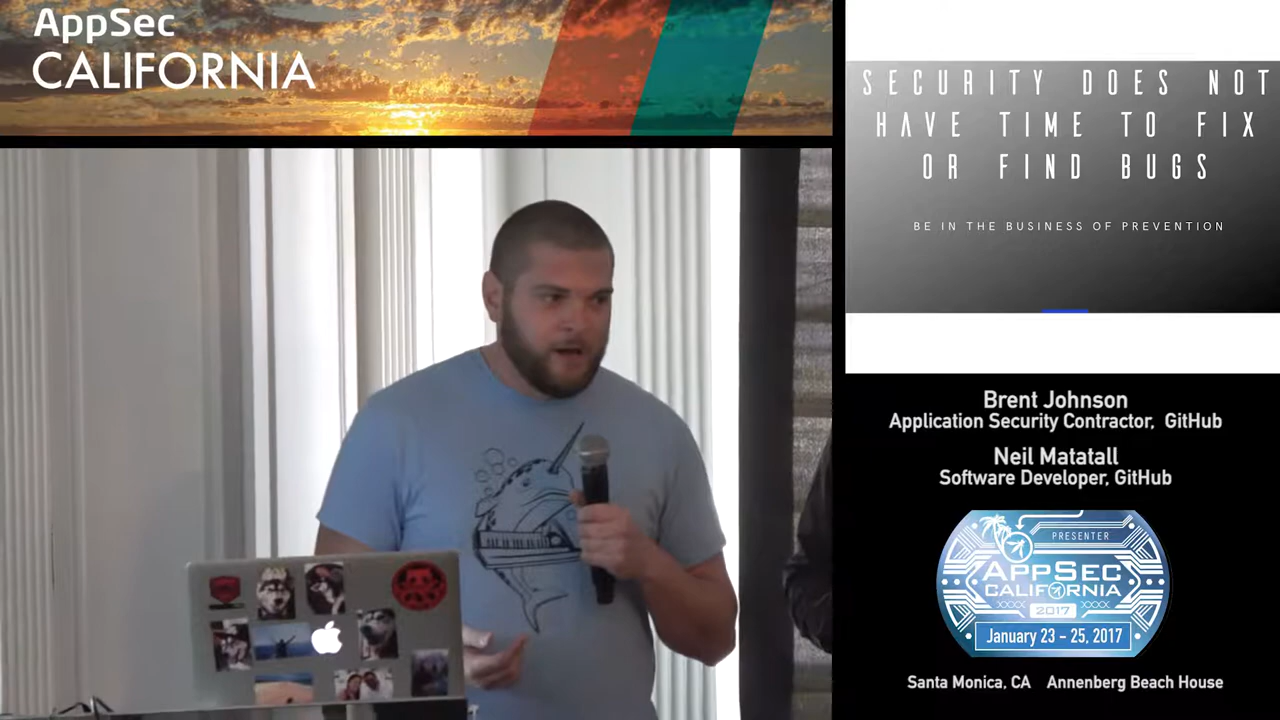 AppSec
CALIFORNIA
SECURITY DOES NOT
HAVE TIME TO FIX
OR FIND BUGS
BE IN THE BUSINESS OF PREVENTION
Brent Johnson
Application Security Contractor, GitHub
Neil Matatall
Software Developer, GitHub
PRESENTER
APPSEC
CALIFORNIA
XXXX 2017 XXXX
January 23 - 25, 2017
Santa Monica, CA Annenberg Beach House